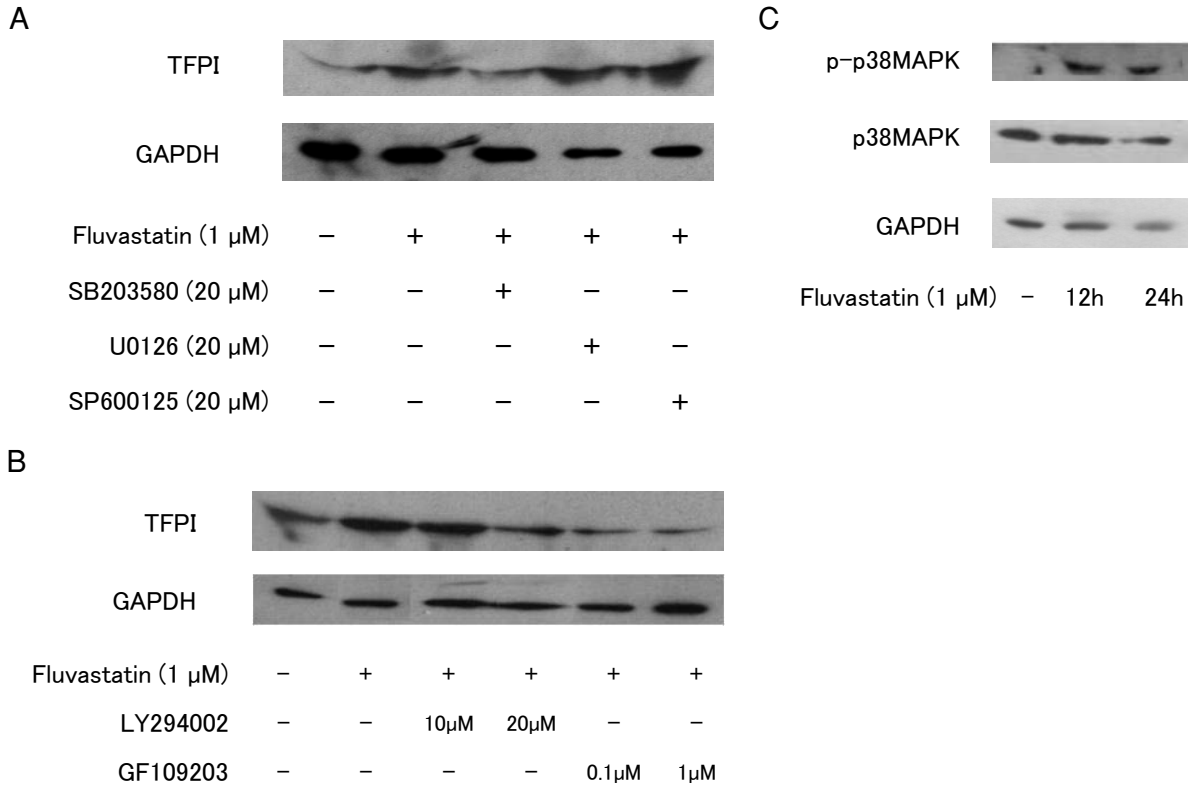 A
TFPI
GAPDH
Fluvastatin (1 μM) − + + + +
SB203580 (20 μM) − − + − −
U0126 (20 μM) − − − + −
SP600125 (20 μM) − − − − +
C
p-p38MAPK
p38MAPK
GAPDH
Fluvastatin (1 μM) − 12h 24h
B
TFPI
GAPDH
Fluvastatin (1 μM) − + + + + +
LY294002 − − 10μM 20μM − −
GF109203 − − − − 0.1μM 1μM